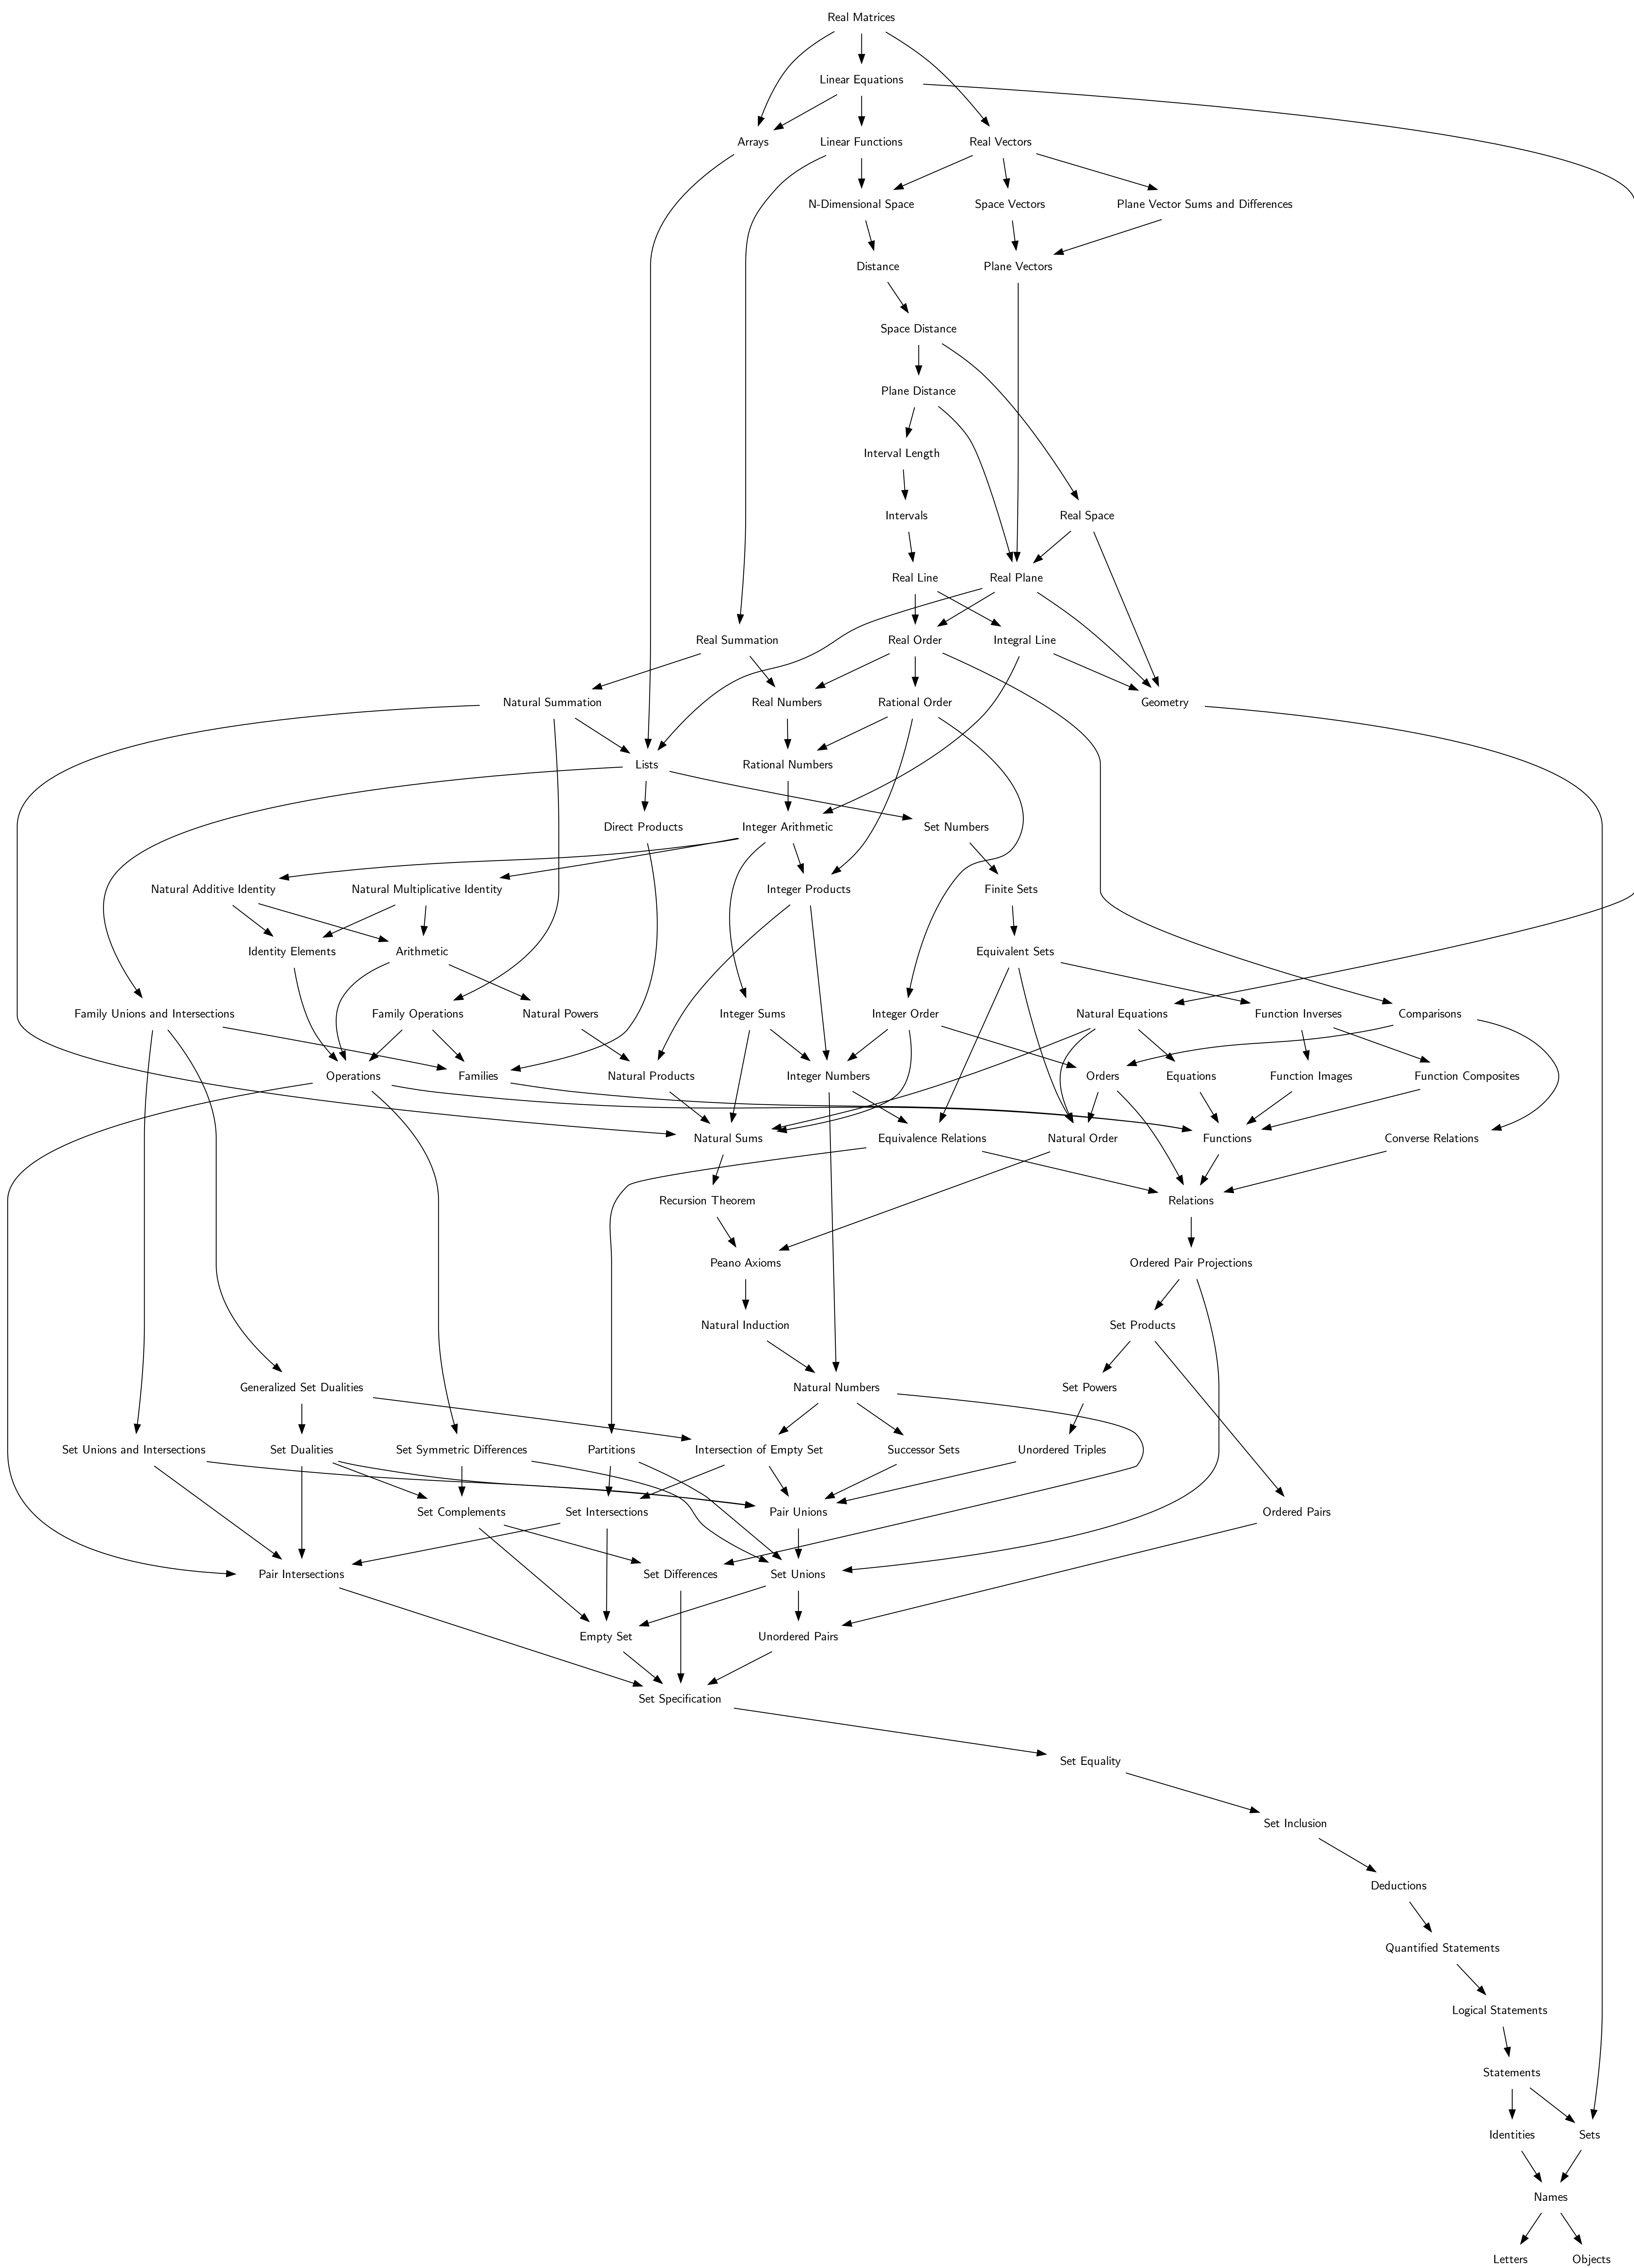 Real Matrices
Linear Equations
Arrays
Linear Functions
Real Vectors
N-Dimensional Space
Space Vectors
Plane Vector Sums and Differences
Distance
Plane Vectors
Space Distance
Plane Distance
Interval Length
Intervals
Real Space
Real Line
Real Plane
Real Summation
Real Order
Integral Line
Natural Summation
Real Numbers
Rational Order
Geometry
Lists
Rational Numbers
Direct Products
Integer Arithmetic
Set Numbers
Natural Additive Identity
Natural Multiplicative Identity
Integer Products
Finite Sets
Identity Elements
Arithmetic
Equivalent Sets
Family Unions and Intersections
Family Operations
Natural Powers
Integer Sums
Integer Order
Natural Equations
Function Inverses
Comparisons
Operations
Families
Natural Products
Integer Numbers
Orders
Equations
Function Images
Function Composites
Natural Sums
Equivalence Relations
Natural Order
Functions
Converse Relations
Recursion Theorem
Relations
Peano Axioms
Ordered Pair Projections
Natural Induction
Set Products
Generalized Set Dualities
Natural Numbers
Set Powers
Set Unions and Intersections
Set Dualities
Set Symmetric Differences
Partitions
Intersection of Empty Set
Successor Sets
Unordered Triples
Set Complements
Set Intersections
Pair Unions
Ordered Pairs
Pair Intersections
Set Differences
Set Unions
Empty Set
Unordered Pairs
Set Specification
Set Equality
Set Inclusion
Deductions
Quantified Statements
Logical Statements
Statements
Identities
Sets
Names
Letters
Objects